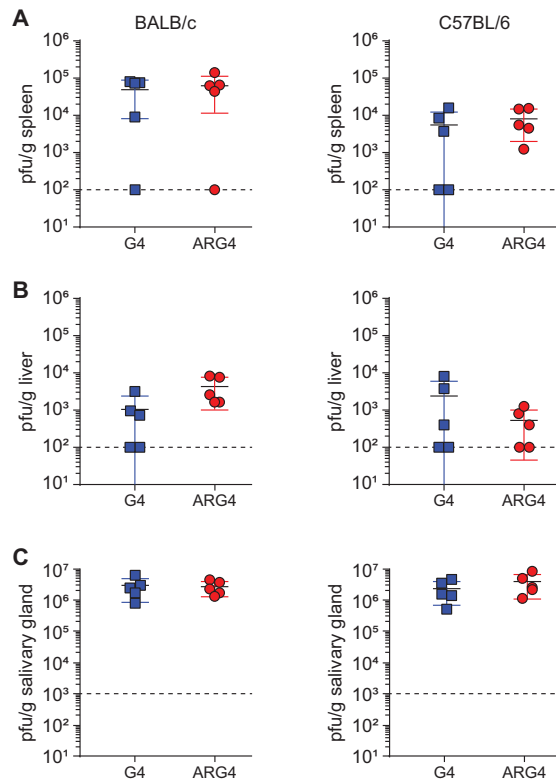 A
BALB/c
C57BL/6
pfu/g spleen
10⁶
10⁵
10⁴
10³
10²
10¹
G4
ARG4
pfu/g spleen
10⁶
10⁵
10⁴
10³
10²
10¹
G4
ARG4
B
pfu/g liver
10⁶
10⁵
10⁴
10³
10²
10¹
G4
ARG4
pfu/g liver
10⁶
10⁵
10⁴
10³
10²
10¹
G4
ARG4
C
pfu/g salivary gland
10⁷
10⁶
10⁵
10⁴
10³
10²
10¹
G4
ARG4
pfu/g salivary gland
10⁷
10⁶
10⁵
10⁴
10³
10²
10¹
G4
ARG4